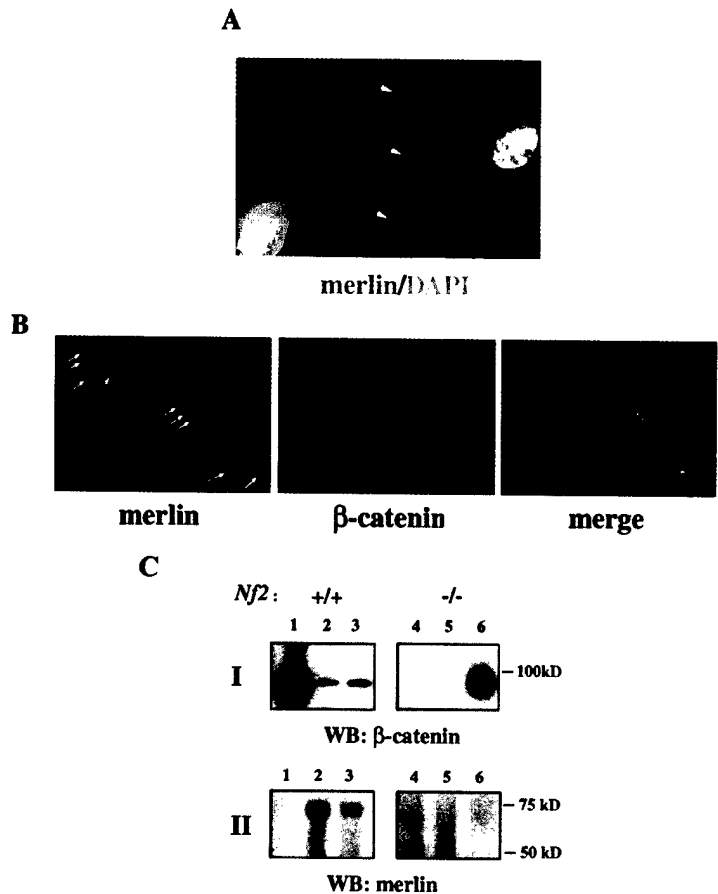 A
merlin/DAPI
B
merlin
β-catenin
merge
C
Nf2 : +/+ -/-
1 2 3 4 5 6
I
100kD
WB: β-catenin
1 2 3 4 5 6
II
75 kD
50 kD
WB: merlin